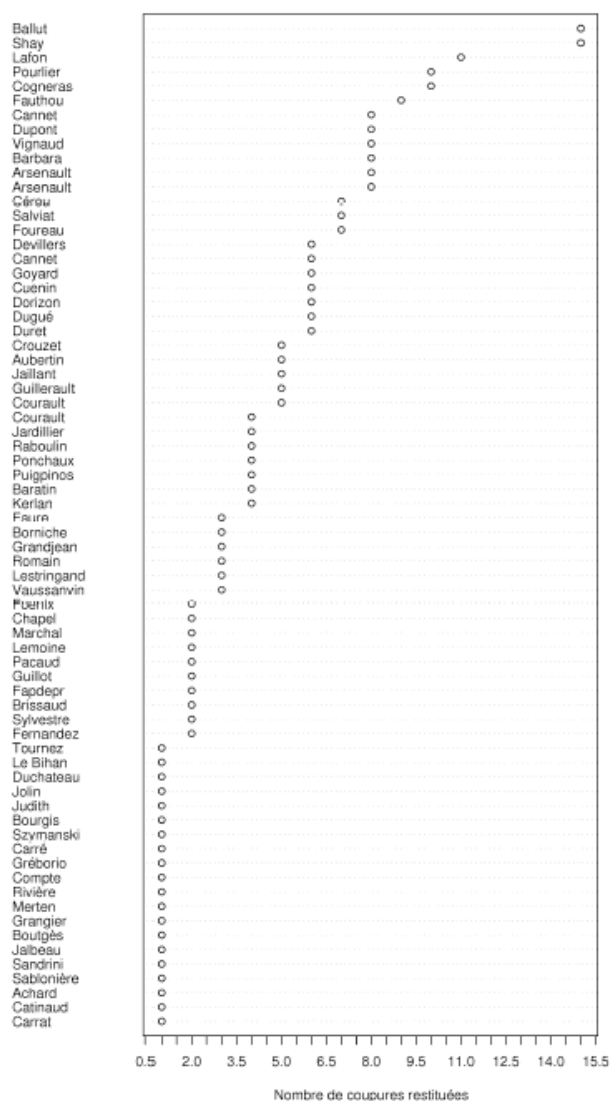 Ballut
Shay
Lafon
Pourlier
Cogneras
Fauthou
Cannet
Dupont
Vignaud
Barbara
Arsenault
Arsenault
Cérou
Salviat
Foureau
Devillers
Cannet
Goyard
Cuenin
Dorizon
Dugué
Duret
Crouzet
Aubertin
Jaillant
Guillerault
Courault
Courault
Jardillier
Raboulin
Ponchaux
Puigpinos
Baratin
Kerlan
Faure
Borniche
Grandjean
Romain
Lestringand
Vaussanvin
Chapel
Marchal
Lemoine
Pacaud
Guillot
Fapdepr
Brissaud
Sylvestre
Fernandez
Tournez
Le Bihan
Duchateau
Jolin
Judith
Bourgis
Szymanski
Carré
Gréborio
Compte
Rivière
Merten
Grangier
Boutgès
Jalbeau
Sandrini
Sablonière
Achard
Catinaud
Carrat
0.5 2.0 3.5 5.0 6.5 8.0 9.5 11.0 12.5 14.0 15.5
Nombre de coupures restituées